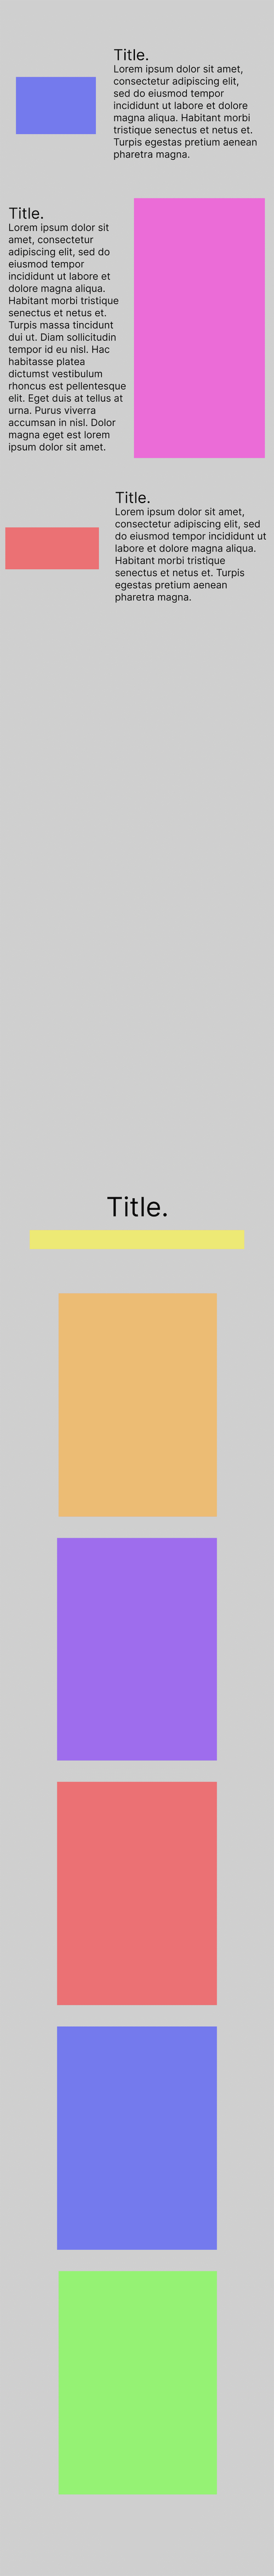 Title.
Lorem ipsum dolor sit amet,
consectetur adipiscing elit,
sed do eiusmod tempor
incididunt ut labore et dolore
magna aliqua. Habitant morbi
tristique senectus et netus et.
Turpis egestas pretium aenean
pharetra magna.
Title.
Lorem ipsum dolor sit
amet, consectetur
adipiscing elit, sed do
eiusmod tempor
incididunt ut labore et
dolore magna aliqua.
Habitant morbi tristique
senectus et netus et.
Turpis massa tincidunt
dui ut. Diam sollicitudin
tempor id eu nisl. Hac
habitasse platea
dictumst vestibulum
rhoncus est pellentesque
elit. Eget duis at tellus at
urna. Purus viverra
accumsan in nisl. Dolor
magna eget est lorem
ipsum dolor sit amet.
Title.
Lorem ipsum dolor sit amet,
consectetur adipiscing elit, sed
do eiusmod tempor incididunt ut
labore et dolore magna aliqua.
Habitant morbi tristique
senectus et netus et. Turpis
egestas pretium aenean
pharetra magna.
Title.